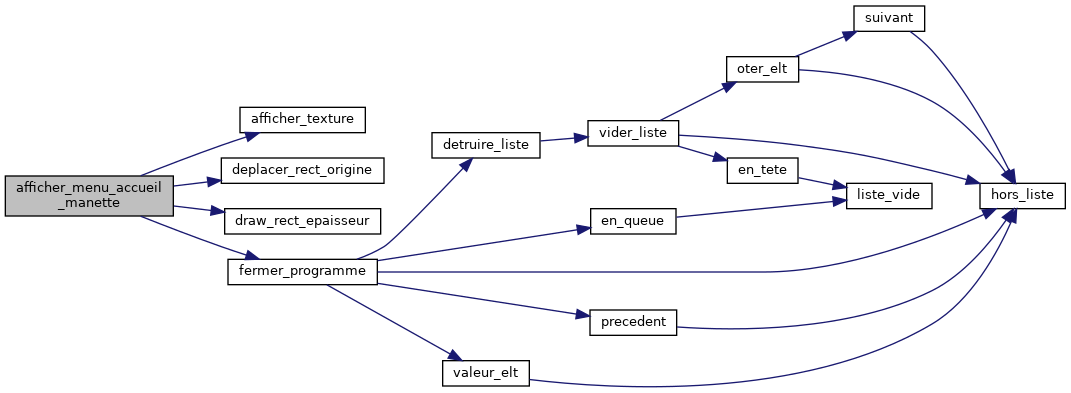 afficher_menu_accueil
_manette
afficher_texture
deplacer_rect_origine
draw_rect_epaisseur
fermer_programme
detruire_liste
vider_liste
oter_elt
suivant
hors_liste
en_tete
liste_vide
en_queue
precedent
valeur_elt